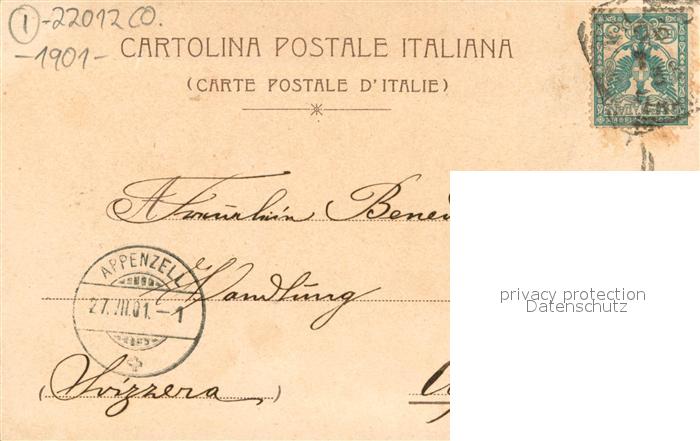 1 -22012 CO.
-1901-
CARTOLINA POSTALE ITALIANA
(CARTE POSTALE D'ITALIE)
Fräulein
APPENZELL
Handlung
27.VII.01.-1
privacy protection
Datenschutz
(Svizzera)